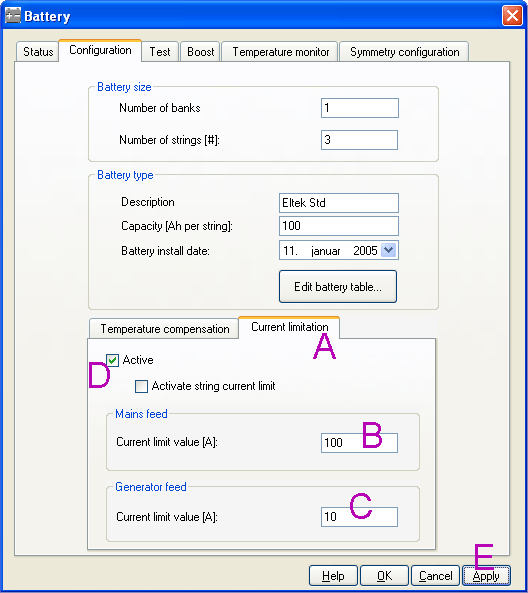 Battery
Status Configuration Test Boost Temperature monitor Symmetry configuration
Battery size
Number of banks 1
Number of strings [#]: 3
Battery type
Description Eltek Std
Capacity [Ah per string]: 100
Battery install date: 11. januar 2005
Edit battery table...
Temperature compensation Current limitation
A
D Active
Activate string current limit
Mains feed
Current limit value [A]: 100 B
Generator feed
Current limit value [A]: 10 C
E
Help OK Cancel Apply